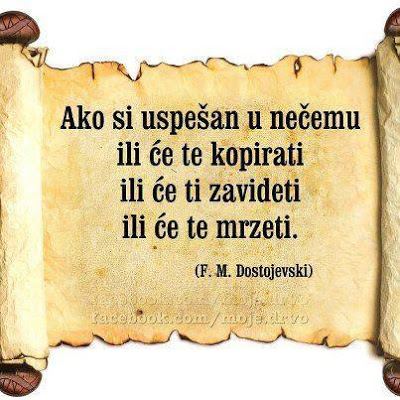 Ako si uspešan u nečemu
ili će te kopirati
ili će ti zavideti
ili će te mrzeti.
(F. M. Dostojevski)
facebook.com/moje.drvo
facebook.com/moje.drvo